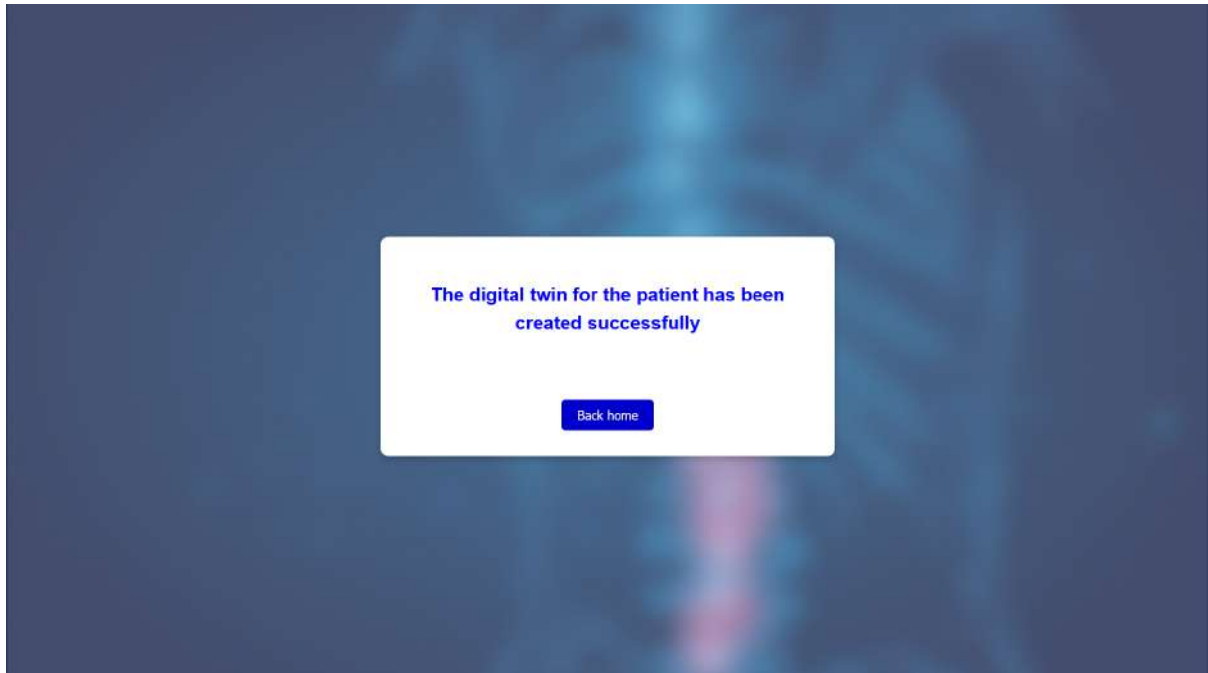 The digital twin for the patient has been
created successfully
Back home